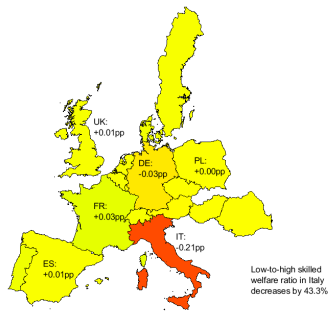 UK:
+0.01pp
DE:
-0.03pp
PL:
+0.00pp
FR:
+0.03pp
IT:
-0.21pp
ES:
+0.01pp
Low-to-high skilled
welfare ratio in Italy
decreases by 43.3%